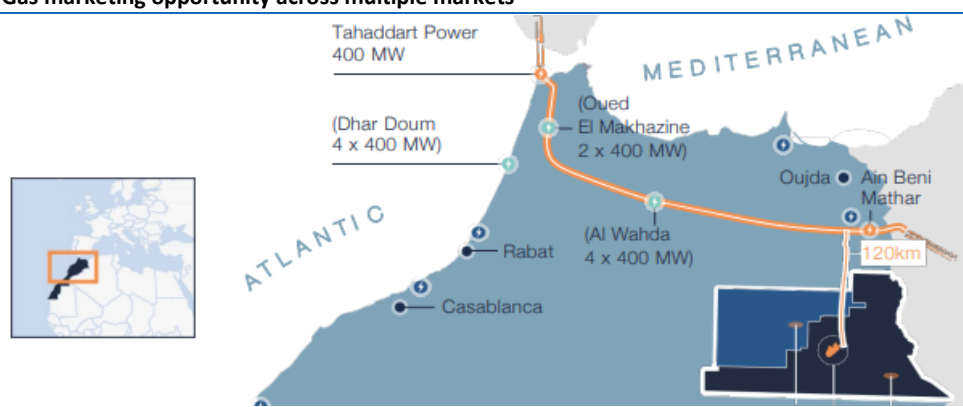 Gas marketing opportunity across multiple markets
Tahaddart Power
400 MW
MEDITERRANEAN
(Dhar Doum
4 x 400 MW)
(Oued
El Makhazine
2 x 400 MW)
Oujda
Ain Beni
Mathar
ATLANTIC
Rabat
(Al Wahda
4 x 400 MW)
120km
Casablanca